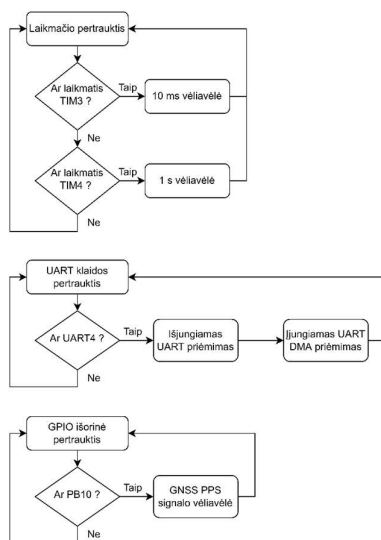 Laikmačio pertrauktis
Ar laikmatis
TIM3 ?
Taip
10 ms vėliavėlė
Ne
Ar laikmatis
TIM4 ?
Taip
1 s vėliavėlė
Ne
UART klaidos
pertrauktis
Ar UART4 ?
Taip
Išjungiamas
UART priėmimas
Įjungiamas UART
DMA priėmimas
Ne
GPIO išorinė
pertrauktis
Ar PB10 ?
Taip
GNSS PPS
signalo vėliavėlė
Ne